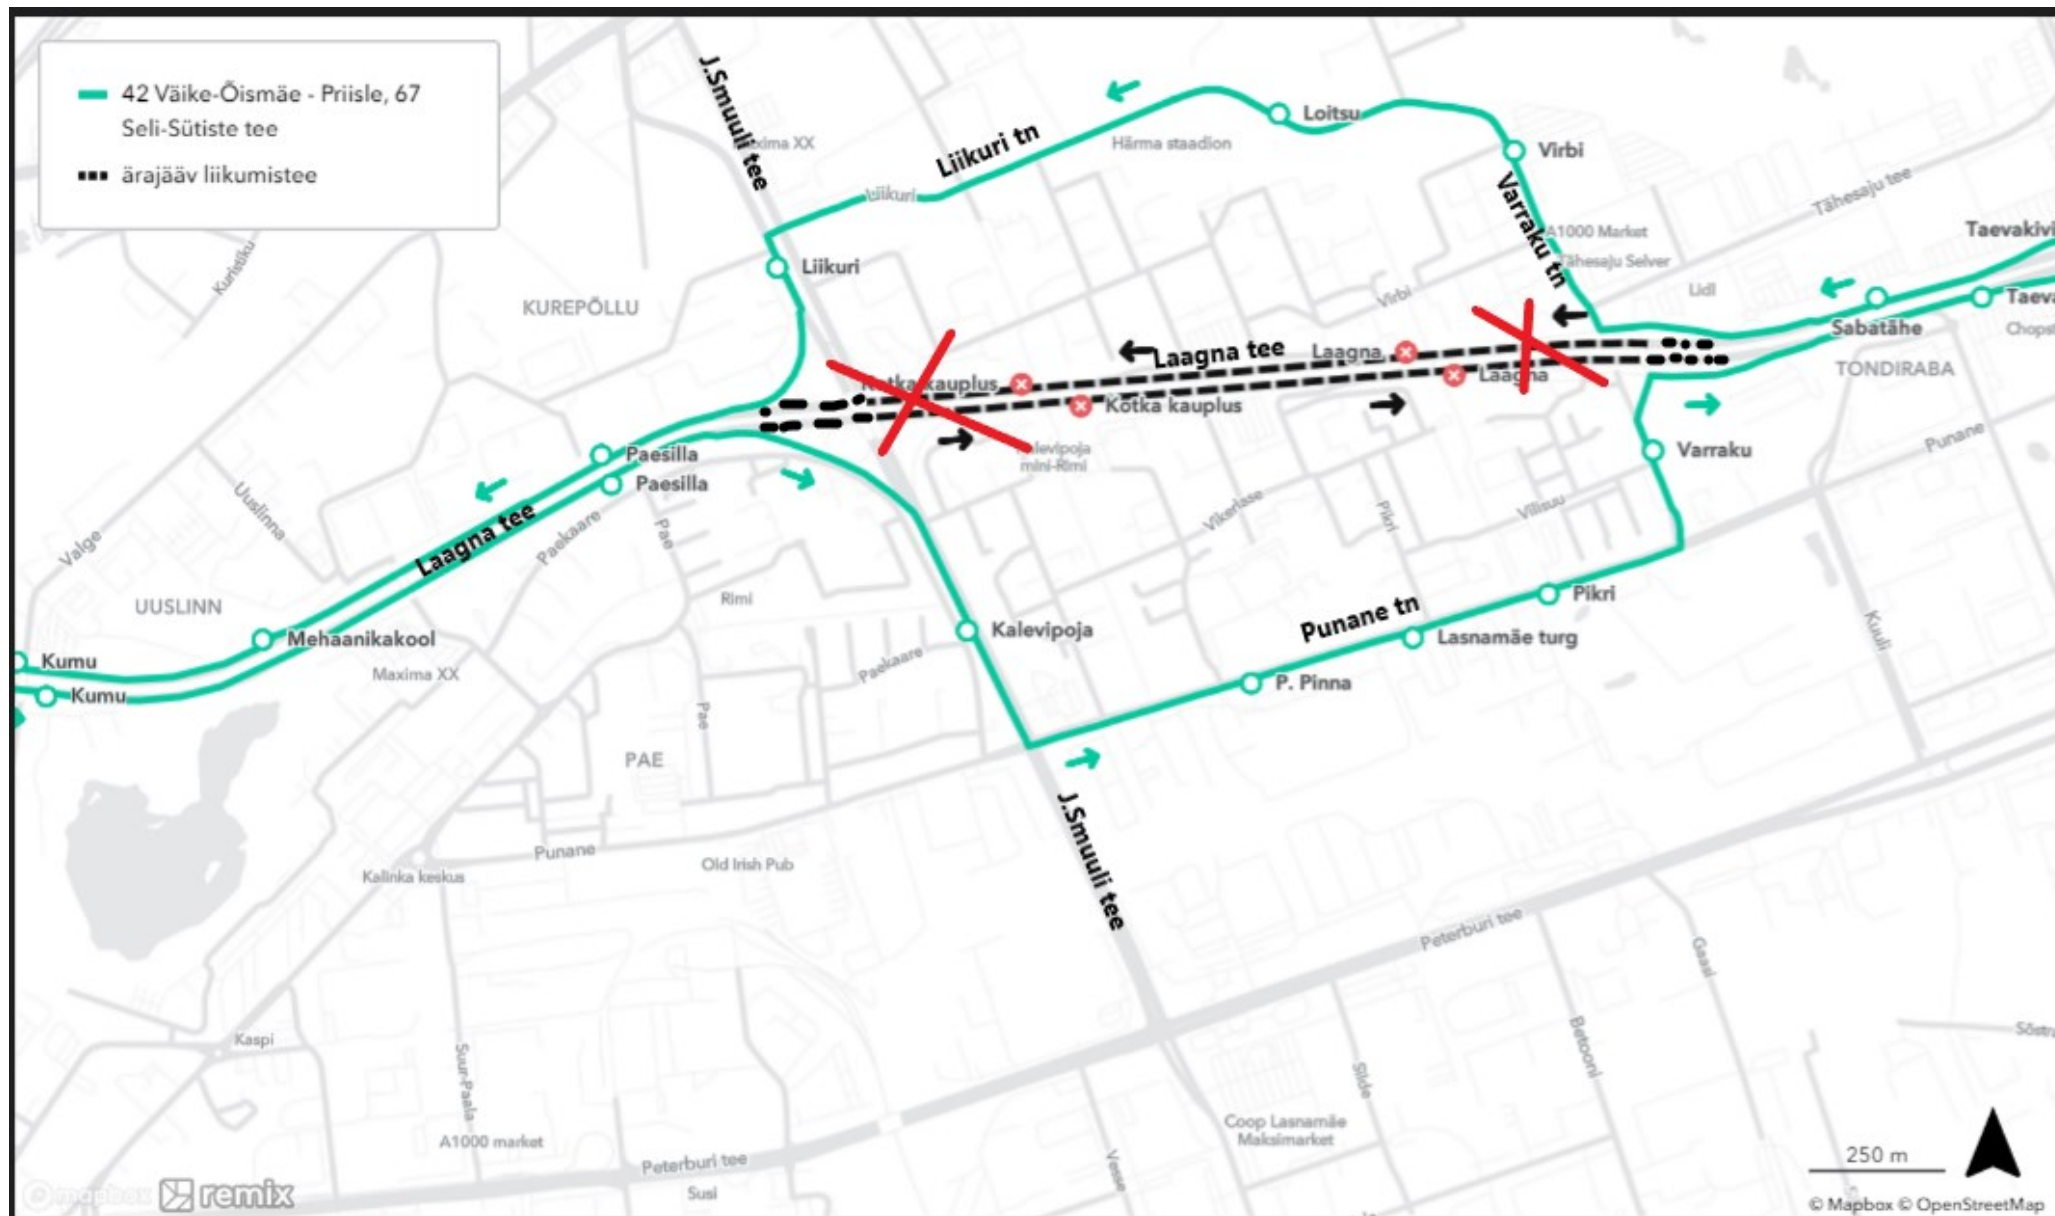 42 Väike-Õismäe - Priisle, 67
Seli-Sütiste tee
ärajääv liikumistee
J.Smuuli tee
Liikuri tn
Härma staadion
Loitsu
Virbi
Varraku tn
Tähesaju tee
A1000 Market
Tähesaju Selver
Lidl
Taevakivi
Sabatähe
TONDIRABA
Liikuri
Liikuri
KUREPÕLLU
Kuristiku
Virbi
Laagna tee
Laagna
Laagna
Kotka kauplus
Kotka kauplus
mini-Rimi
Paesilla
Paesilla
Varraku
Punane
Uuslinna
Valge
Laagna tee
Paekaare
Pae
Vikerlase
Pikri
Villisuu
UUSLINN
Rimi
Mehaanikakool
Maxima XX
Kumu
Kumu
Kalevipoja
Paekaare
Punane tn
Pikri
Lasnamäe turg
P. Pinna
Kuuli
Pae
PAE
J.Smuuli tee
Punane
Old Irish Pub
Kalinka keskus
Peterburi tee
Gaasi
Kaspi
Suur-Paala
Silde
Betooni
A1000 market
Coop Lasnamäe
Maksimarket
Peterburi tee
Susi
Vesse
250 m
mapbox
remix
© Mapbox © OpenStreetMap